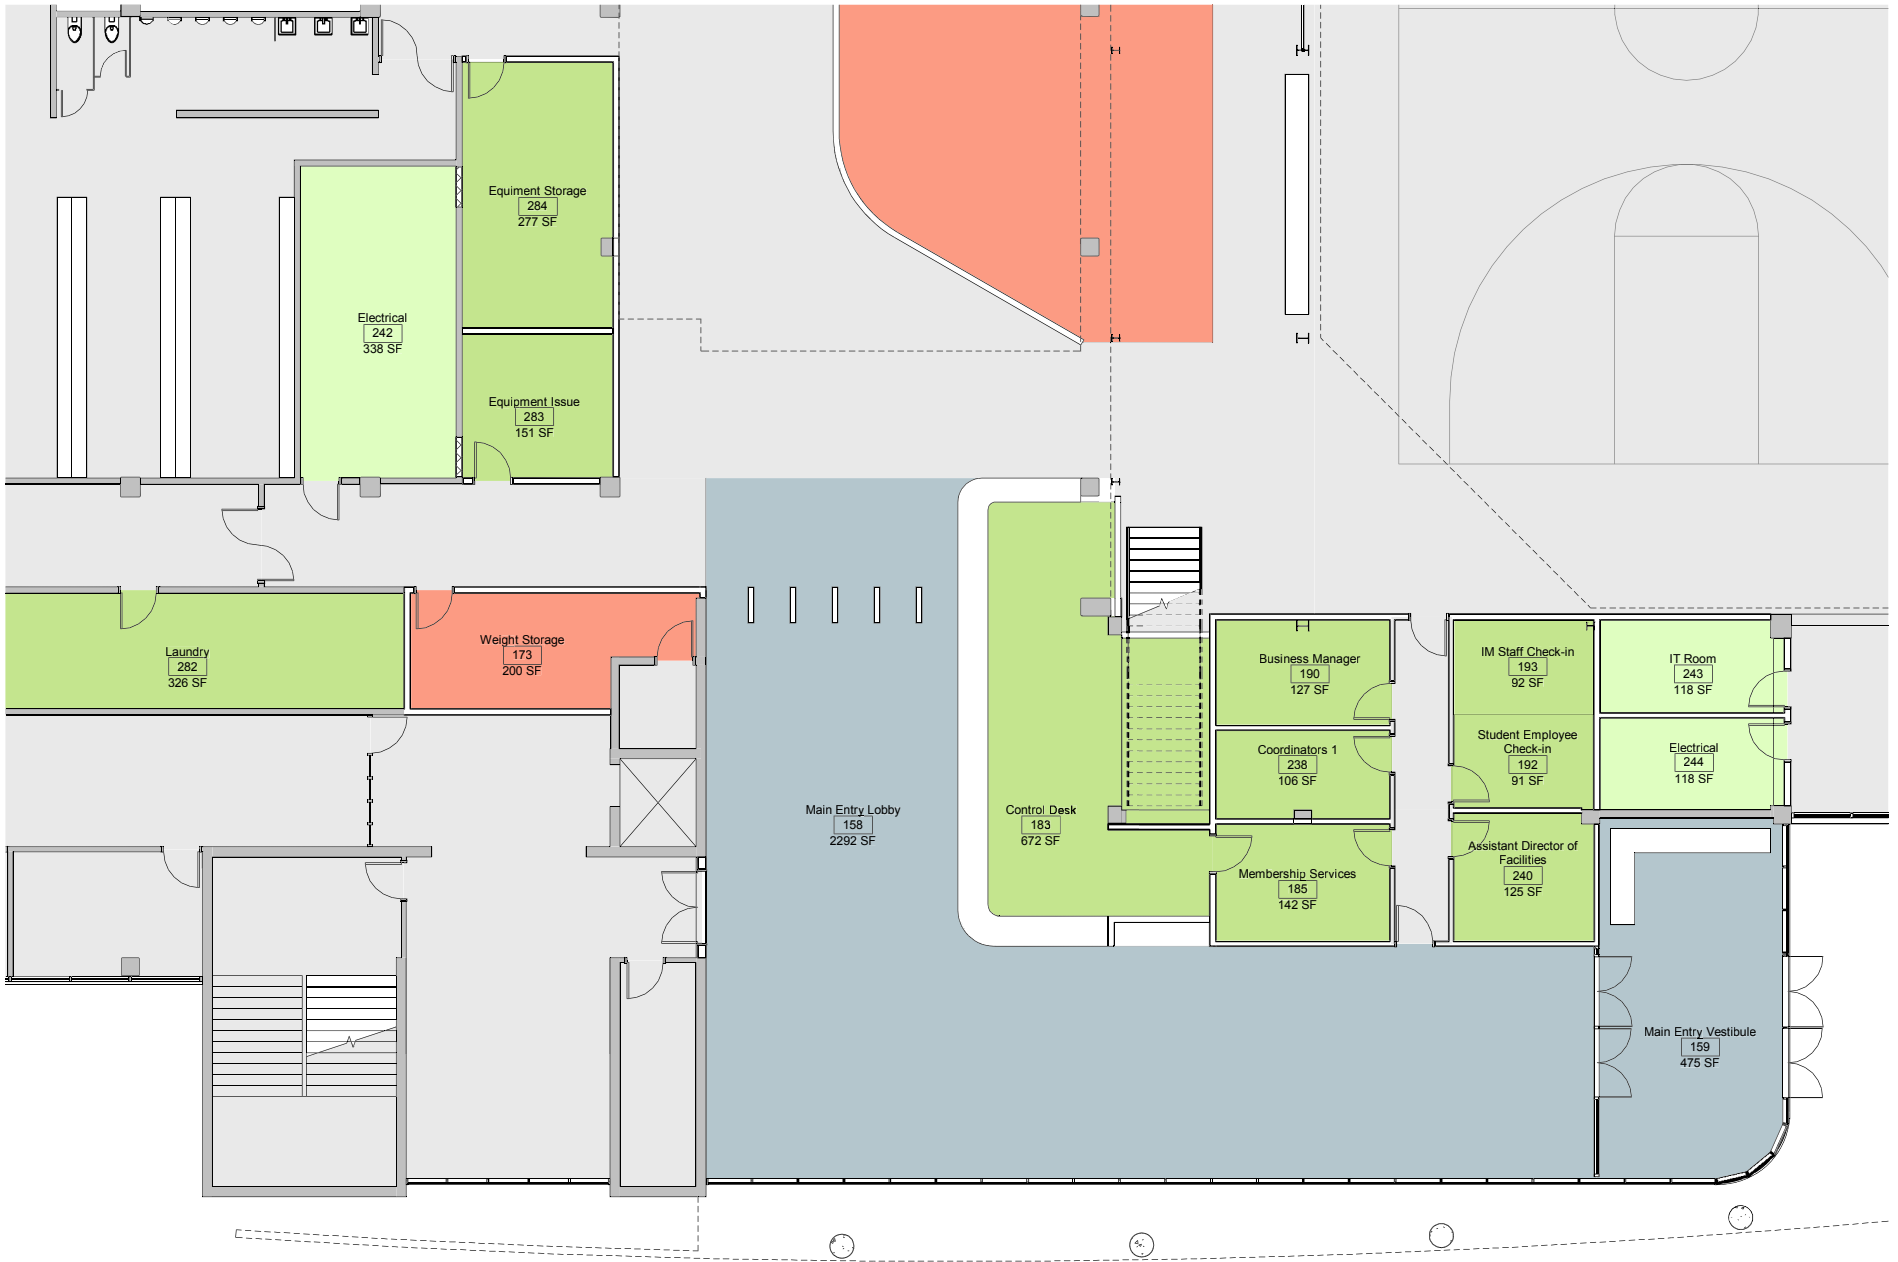 Equiment Storage
284
277 SF
Electrical
242
338 SF
Equipment Issue
283
151 SF
Laundry
282
326 SF
Weight Storage
173
200 SF
Main Entry Lobby
158
2292 SF
Control Desk
183
672 SF
Business Manager
190
127 SF
Coordinators 1
238
106 SF
Membership Services
185
142 SF
IM Staff Check-in
193
92 SF
Student Employee
Check-in
192
91 SF
Assistant Director of
Facilities
240
125 SF
IT Room
243
118 SF
Electrical
244
118 SF
Main Entry Vestibule
159
475 SF